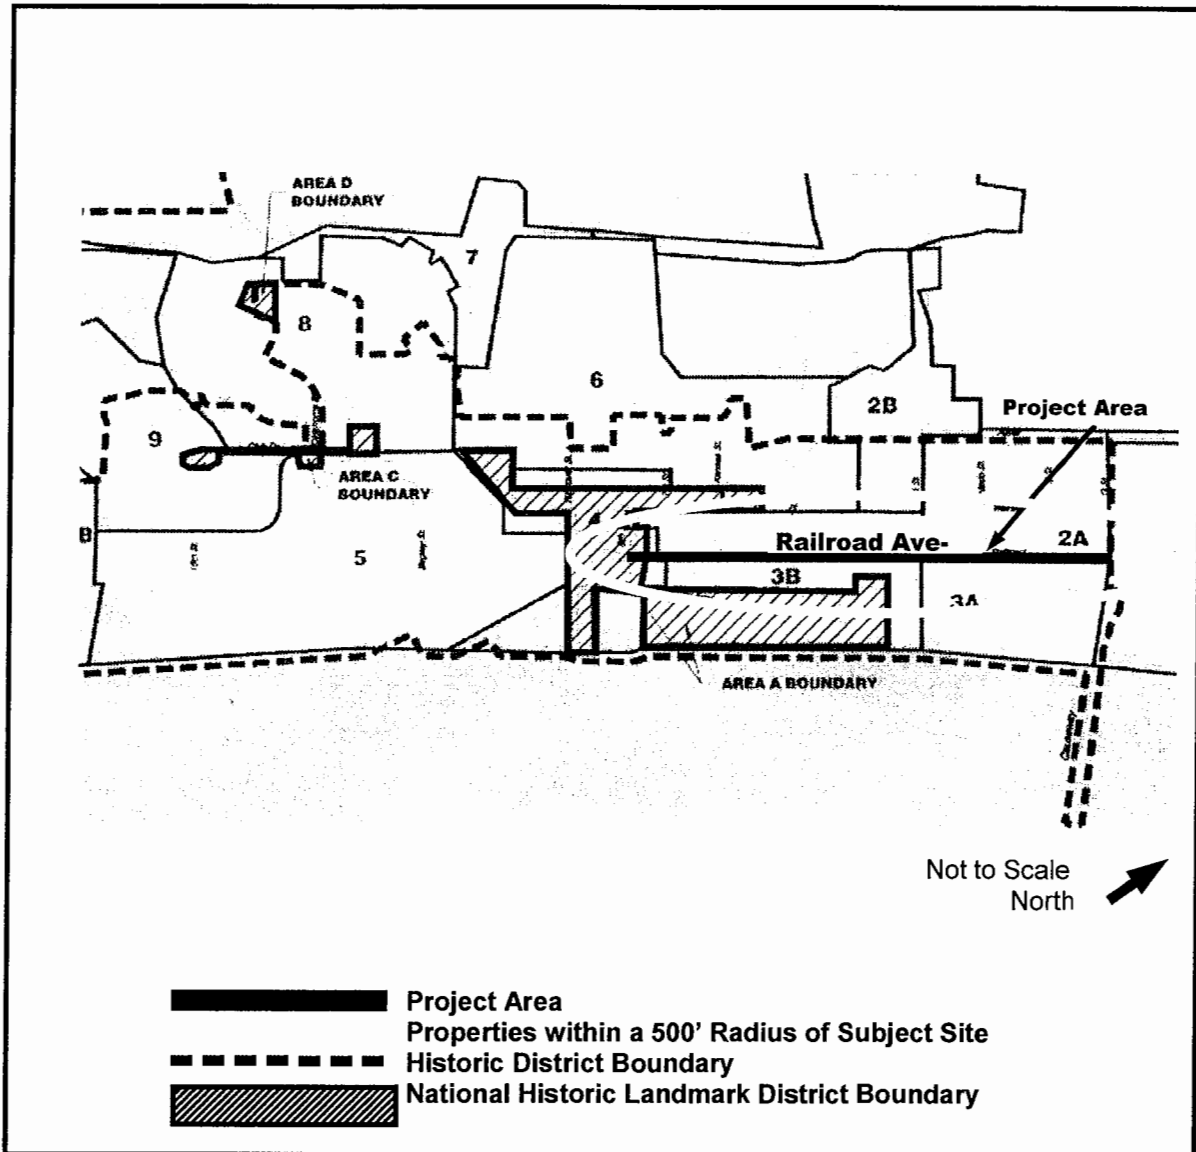 AREA D
BOUNDARY
7
8
6
2B
Project Area
9
AREA C
BOUNDARY
B
5
Railroad Ave-
2A
3B
3A
AREA A BOUNDARY
Not to Scale
North
Project Area
Properties within a 500' Radius of Subject Site
Historic District Boundary
National Historic Landmark District Boundary